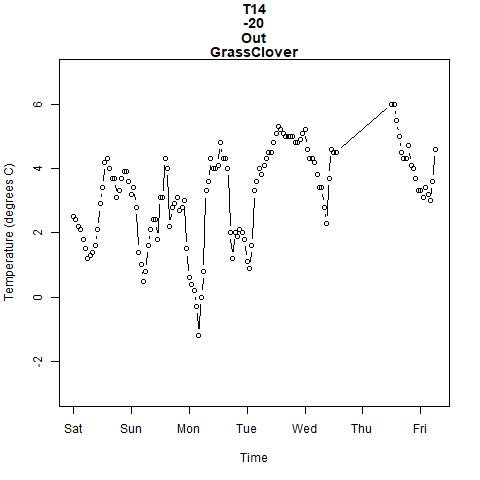 T14
-20
Out
GrassClover
Temperature (degrees C)
6
4
2
0
-2
Sat Sun Mon Tue Wed Thu Fri
Time